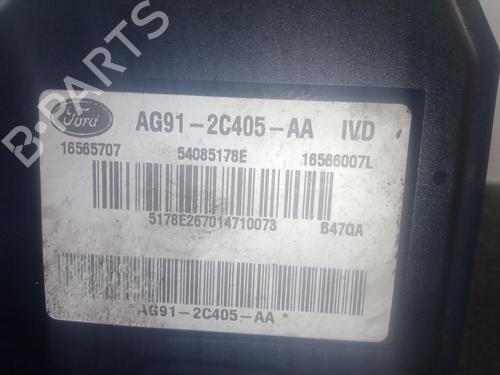 B-PARTS
Ford AG91-2C405-AA IVD
16565707 54085178E 16566007L
5178E267014710073 B47QA
AG91-2C405-AA *